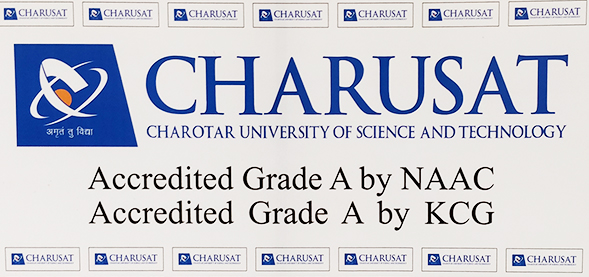 CHARUSAT CHARUSAT CHARUSAT CHARUSAT CHARUSAT CHARUSAT CHARUSAT
CHARUSAT
अमृतं तु विद्या
CHAROTAR UNIVERSITY OF SCIENCE AND TECHNOLOGY
Accredited Grade A by NAAC
Accredited Grade A by KCG
CHARUSAT CHARUSAT CHARUSAT CHARUSAT CHARUSAT CHARUSAT CHARUSAT